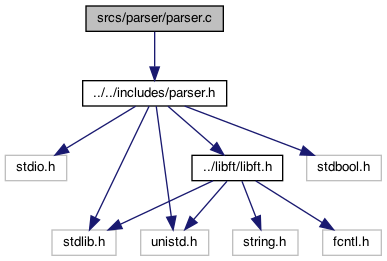 srcs/parser/parser.c
../../includes/parser.h
stdio.h
../libft/libft.h
stdbool.h
stdlib.h
unistd.h
string.h
fcntl.h